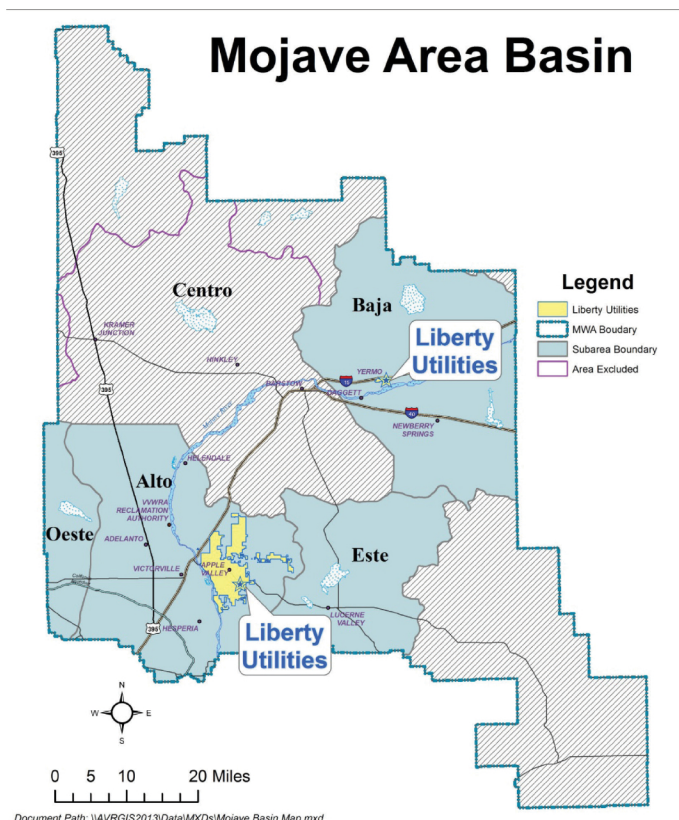 Mojave Area Basin
395
Centro
Baja
Legend
Liberty Utilities
MWA Boudary
Subarea Boundary
Area Excluded
KRAMER
JUNCTION
HINKLEY
Liberty
Utilities
YERMO
15
BARSTOW
DAGGETT
395
Mojave River
40
NEWBERRY
SPRINGS
HELENDALE
Alto
VVWRA
RECLAMATION
AUTHORITY
Oeste
ADELANTO
Este
APPLE
VALLEY
VICTORVILLE
LUCERNE
VALLEY
HESPERIA
395
Liberty
Utilities
N
W E
S
0 5 10 20 Miles
Document Path: \\AVRGIS2013\Data\MXDs\Mojave Basin Map.mxd